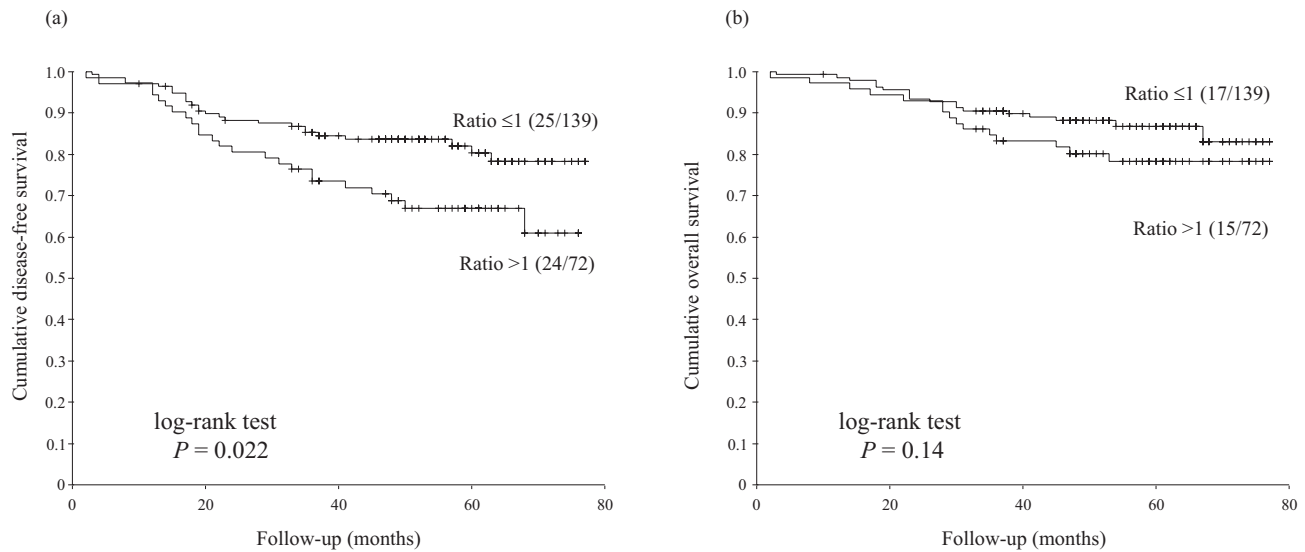 (a)
Cumulative disease-free survival
1.0
0.9
0.8
0.7
0.6
0.5
0.4
0.3
0.2
0.1
0
Ratio ≤1 (25/139)
Ratio >1 (24/72)
log-rank test
P = 0.022
0 20 40 60 80
Follow-up (months)
(b)
Cumulative overall survival
1.0
0.9
0.8
0.7
0.6
0.5
0.4
0.3
0.2
0.1
0
Ratio ≤1 (17/139)
Ratio >1 (15/72)
log-rank test
P = 0.14
0 20 40 60 80
Follow-up (months)